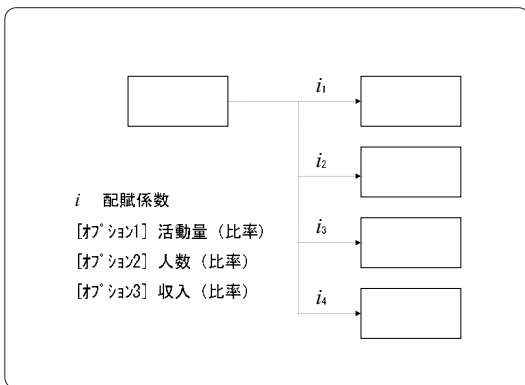 i₁
i₂
i₃
i₄
i 配賦係数
[ｵﾌﾟｼｮﾝ1] 活動量（比率）
[ｵﾌﾟｼｮﾝ2] 人数（比率）
[ｵﾌﾟｼｮﾝ3] 収入（比率）